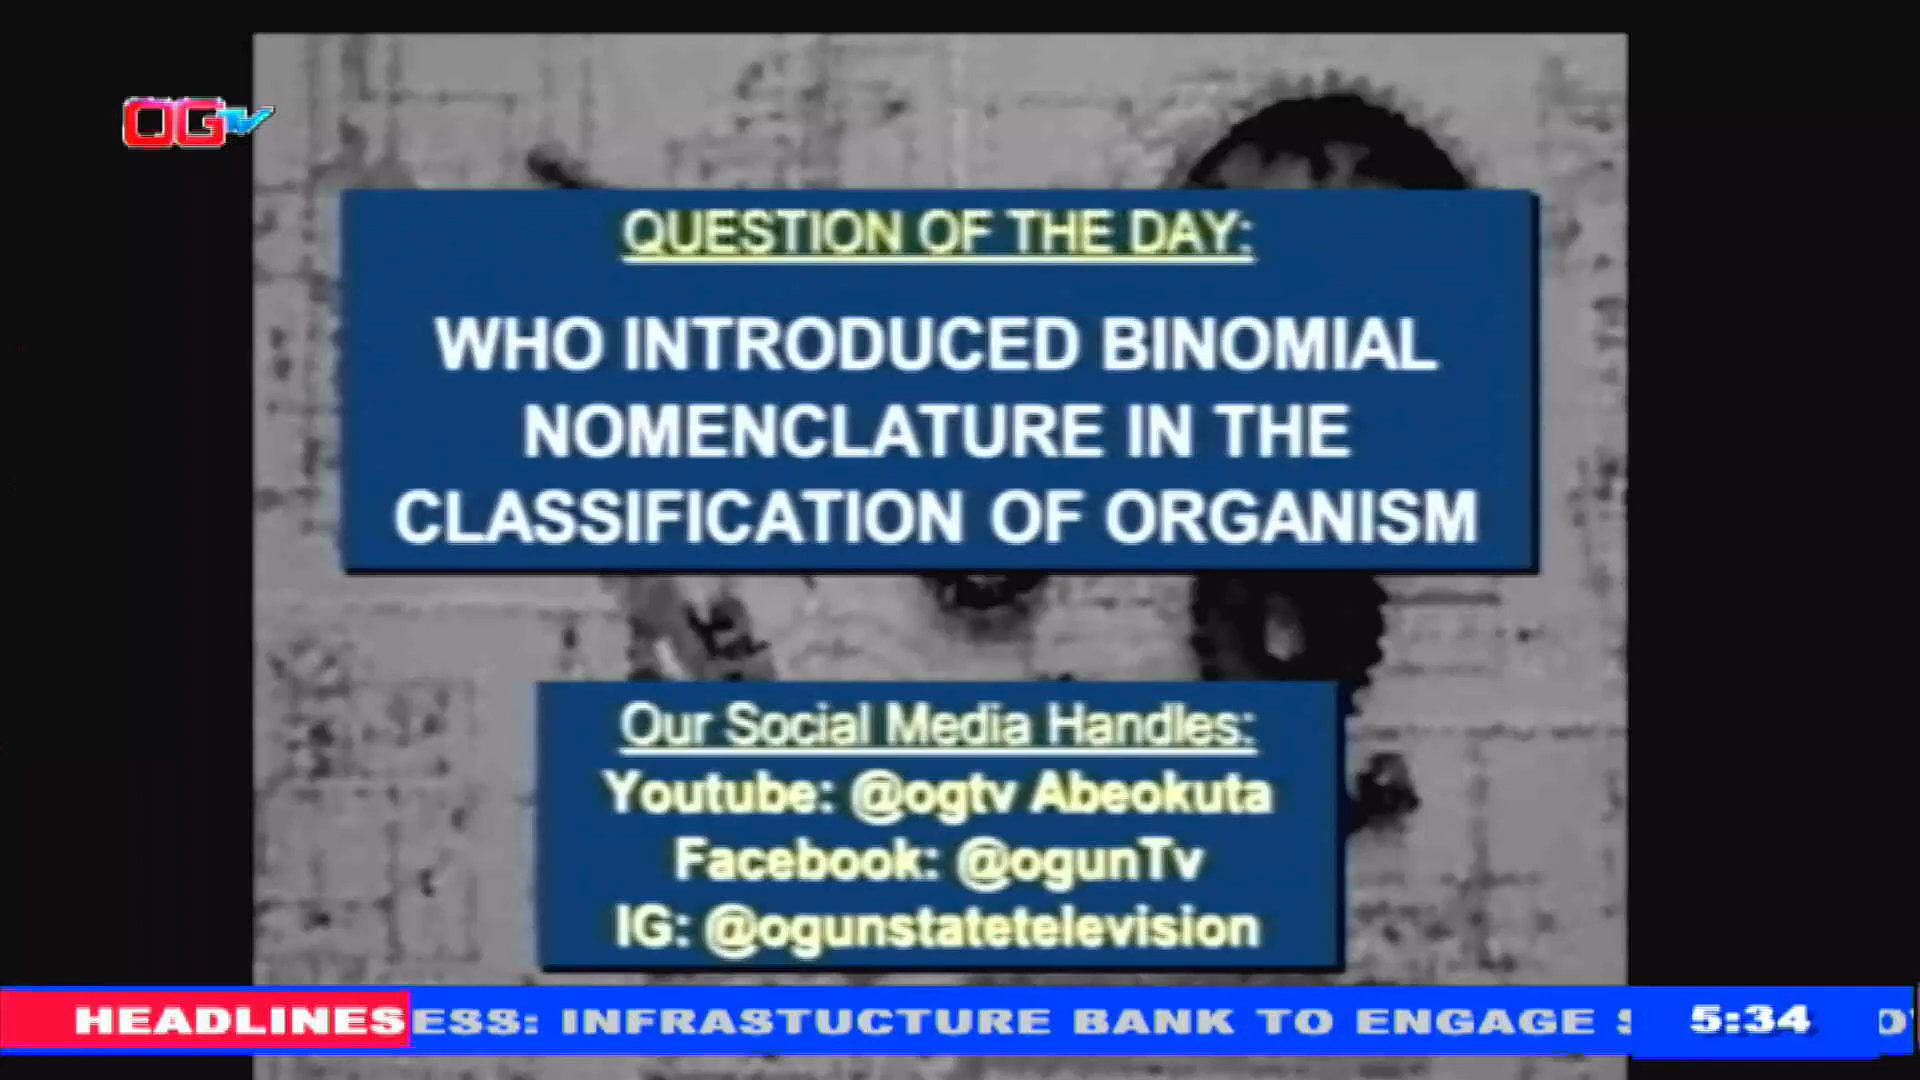 OGTV
QUESTION OF THE DAY:
WHO INTRODUCED BINOMIAL
NOMENCLATURE IN THE
CLASSIFICATION OF ORGANISM
Our Social Media Handles:
Youtube: @ogtv Abeokuta
Facebook: @ogunTv
IG: @ogunstatetelevision
HEADLINES ESS: INFRASTUCTURE BANK TO ENGAGE 5:34